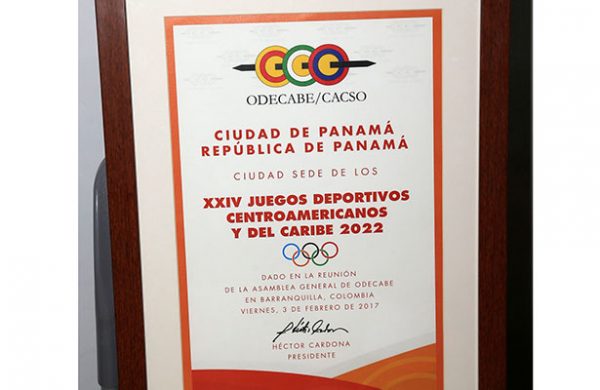 ODECABE/CACSO
CIUDAD DE PANAMÁ
REPÚBLICA DE PANAMÁ
CIUDAD SEDE DE LOS
XXIV JUEGOS DEPORTIVOS
CENTROAMERICANOS
Y DEL CARIBE 2022
DADO EN LA REUNIÓN
DE LA ASAMBLEA GENERAL DE ODECABE
EN BARRANQUILLA, COLOMBIA
VIERNES, 3 DE FEBRERO DE 2017
HÉCTOR CARDONA
PRESIDENTE